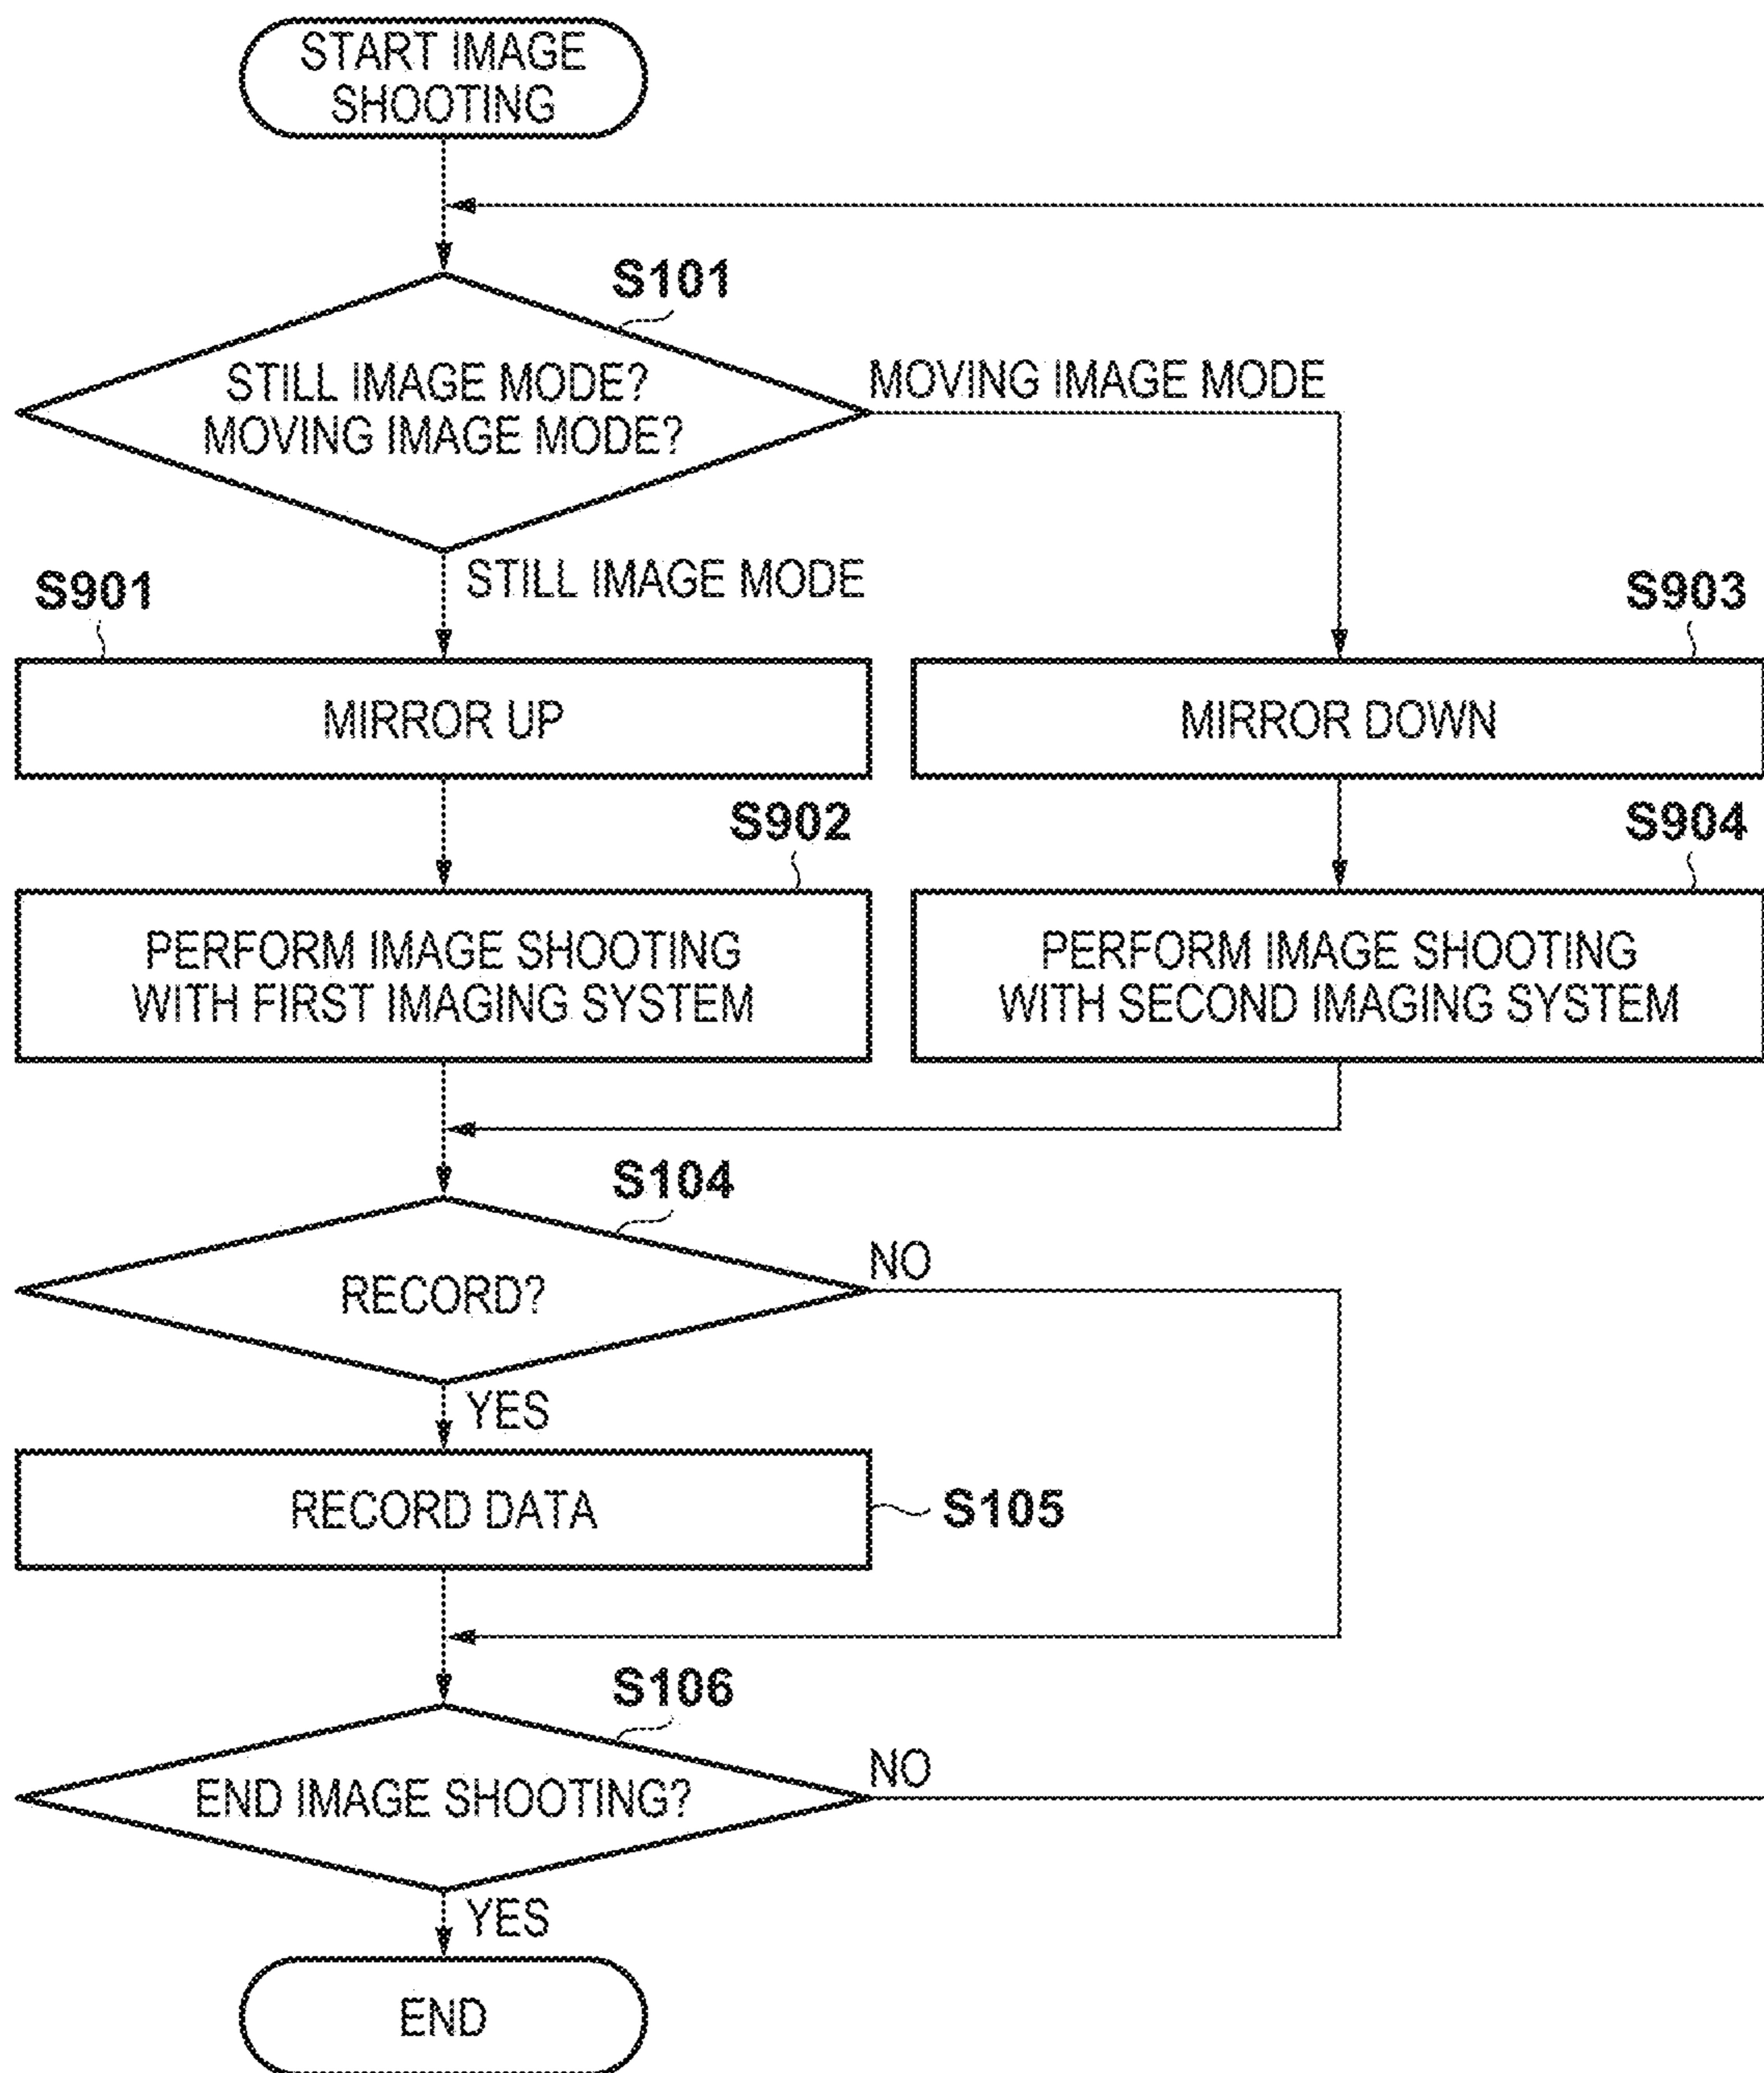 START IMAGE
SHOOTING
S101
STILL IMAGE MODE?
MOVING IMAGE MODE?
MOVING IMAGE MODE
STILL IMAGE MODE
S901
MIRROR UP
S903
MIRROR DOWN
S902
PERFORM IMAGE SHOOTING
WITH FIRST IMAGING SYSTEM
S904
PERFORM IMAGE SHOOTING
WITH SECOND IMAGING SYSTEM
S104
RECORD?
NO
YES
RECORD DATA
S105
S106
END IMAGE SHOOTING?
NO
YES
END